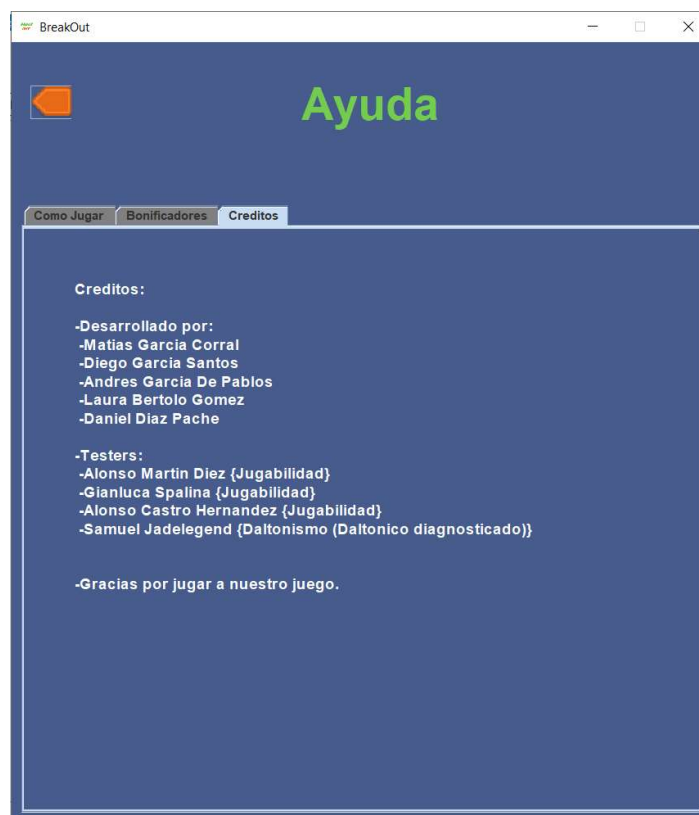 BreakOut
Ayuda
Como Jugar Bonificadores Creditos
Creditos:
-Desarrollado por:
-Matias Garcia Corral
-Diego Garcia Santos
-Andres Garcia De Pablos
-Laura Bertolo Gomez
-Daniel Diaz Pache
-Testers:
-Alonso Martin Diez {Jugabilidad}
-Gianluca Spalina {Jugabilidad}
-Alonso Castro Hernandez {Jugabilidad}
-Samuel Jadelegend {Daltonismo (Daltonico diagnosticado)}
-Gracias por jugar a nuestro juego.